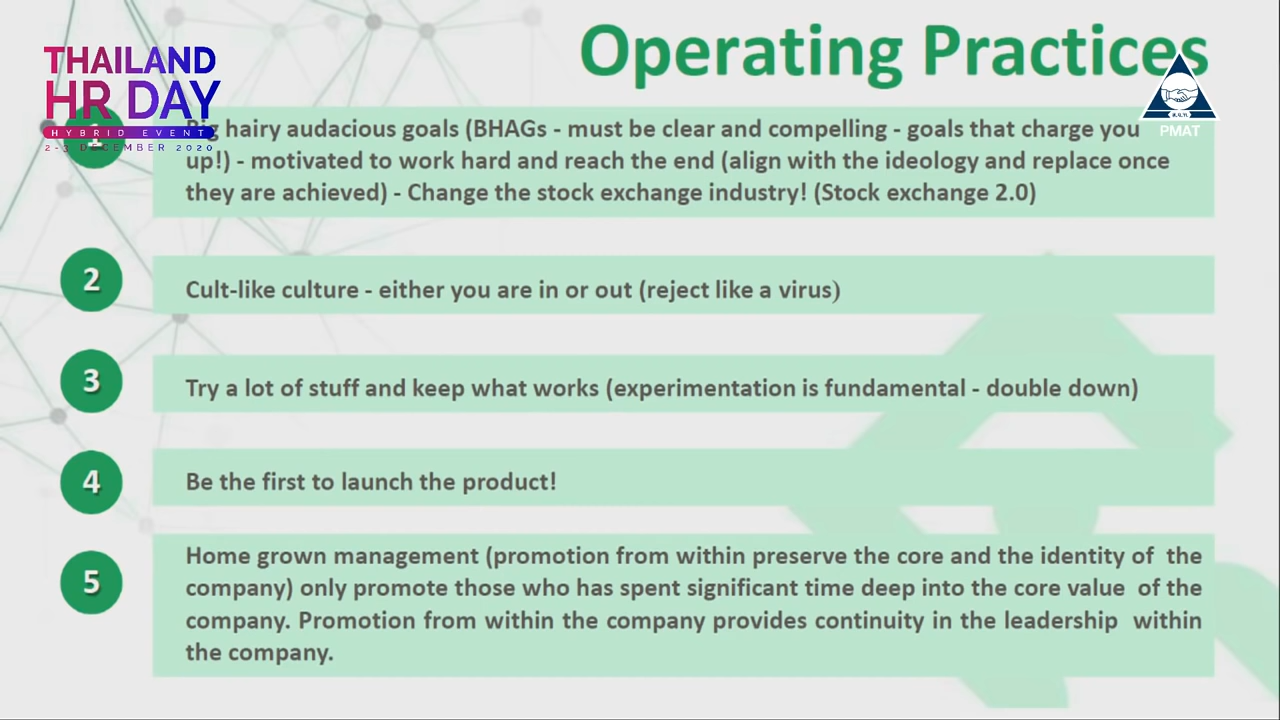 Operating Practices
THAILAND
HR DAY
HYBRID EVENT
2-3 DECEMBER 2020
PMAT
1
Big hairy audacious goals (BHAGs - must be clear and compelling - goals that charge you
up!) - motivated to work hard and reach the end (align with the ideology and replace once
they are achieved) - Change the stock exchange industry! (Stock exchange 2.0)
2
Cult-like culture - either you are in or out (reject like a virus)
3
Try a lot of stuff and keep what works (experimentation is fundamental - double down)
4
Be the first to launch the product!
5
Home grown management (promotion from within preserve the core and the identity of the
company) only promote those who has spent significant time deep into the core value of the
company. Promotion from within the company provides continuity in the leadership within
the company.